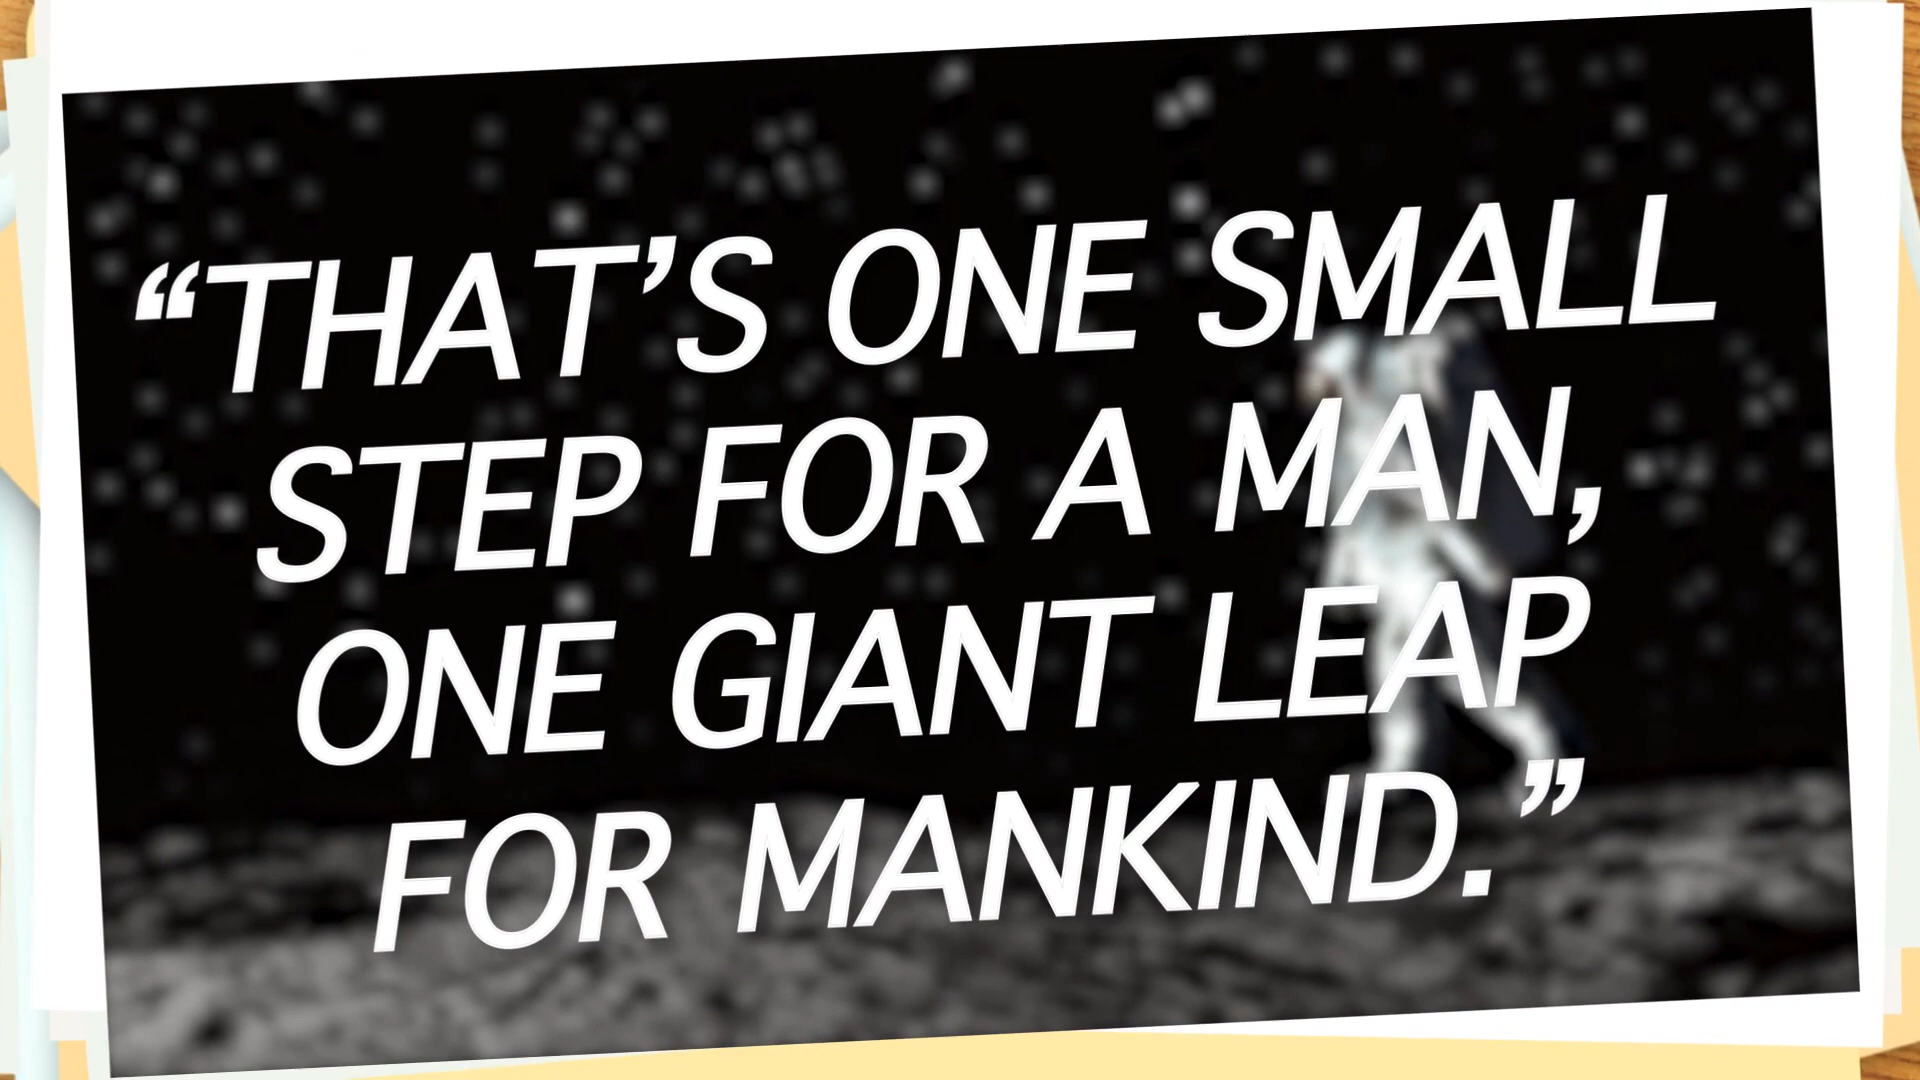 “THAT’S ONE SMALL
STEP FOR A MAN,
ONE GIANT LEAP
FOR MANKIND.”